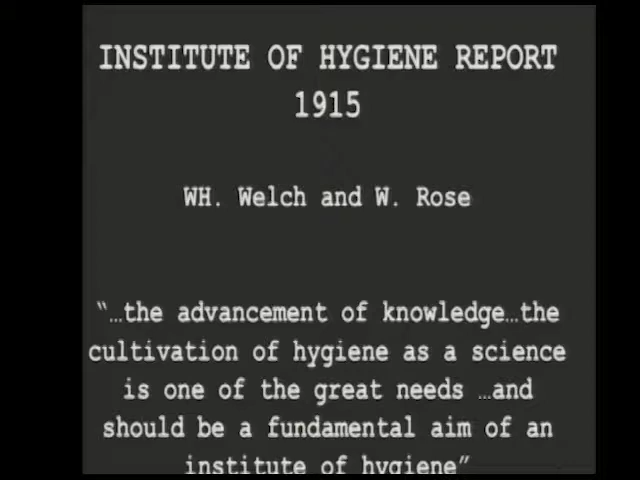 INSTITUTE OF HYGIENE REPORT
1915
WH. Welch and W. Rose
“…the advancement of knowledge…the
cultivation of hygiene as a science
is one of the great needs …and
should be a fundamental aim of an
institute of hygiene”